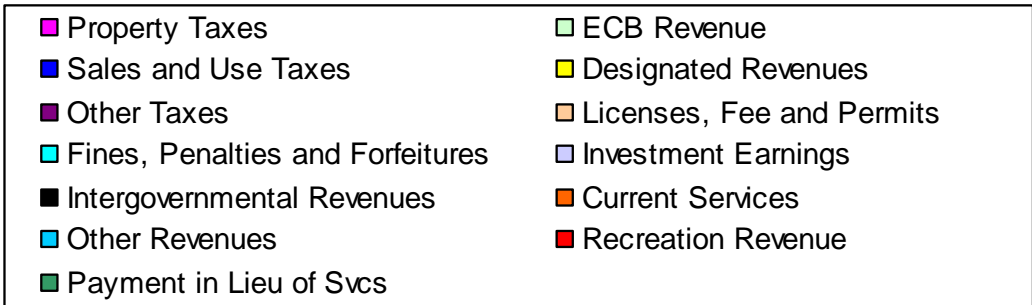 Property Taxes
Sales and Use Taxes
Other Taxes
Fines, Penalties and Forfeitures
Intergovernmental Revenues
Other Revenues
Payment in Lieu of Svcs
ECB Revenue
Designated Revenues
Licenses, Fee and Permits
Investment Earnings
Current Services
Recreation Revenue